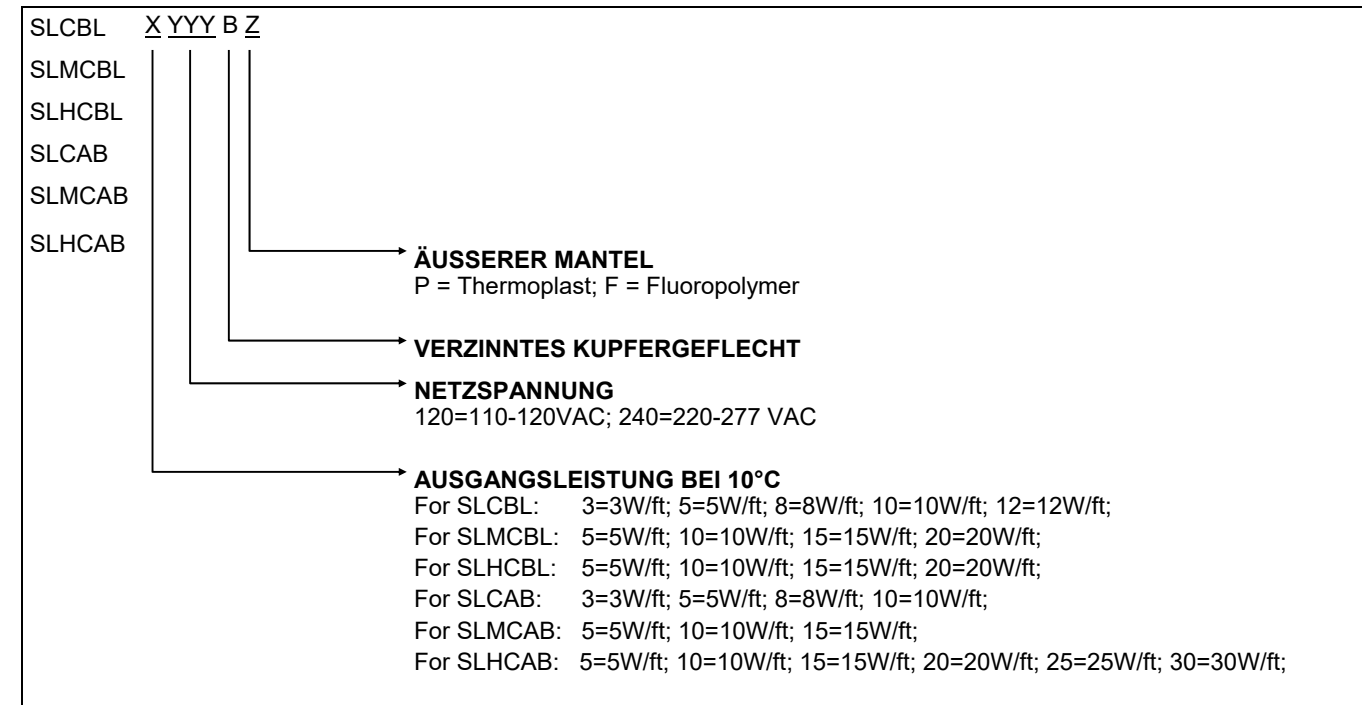 SLCBL X YYY B Z
SLMCBL
SLHCBL
SLCAB
SLMCAB
SLHCAB
ÄUSSERER MANTEL
P = Thermoplast; F = Fluoropolymer
VERZINNTES KUPFERGEFLECHT
NETZSPANNUNG
120=110-120VAC; 240=220-277 VAC
AUSGANGSLEISTUNG BEI 10°C
For SLCBL: 3=3W/ft; 5=5W/ft; 8=8W/ft; 10=10W/ft; 12=12W/ft;
For SLMCBL: 5=5W/ft; 10=10W/ft; 15=15W/ft; 20=20W/ft;
For SLHCBL: 5=5W/ft; 10=10W/ft; 15=15W/ft; 20=20W/ft;
For SLCAB: 3=3W/ft; 5=5W/ft; 8=8W/ft; 10=10W/ft;
For SLMCAB: 5=5W/ft; 10=10W/ft; 15=15W/ft;
For SLHCAB: 5=5W/ft; 10=10W/ft; 15=15W/ft; 20=20W/ft; 25=25W/ft; 30=30W/ft;